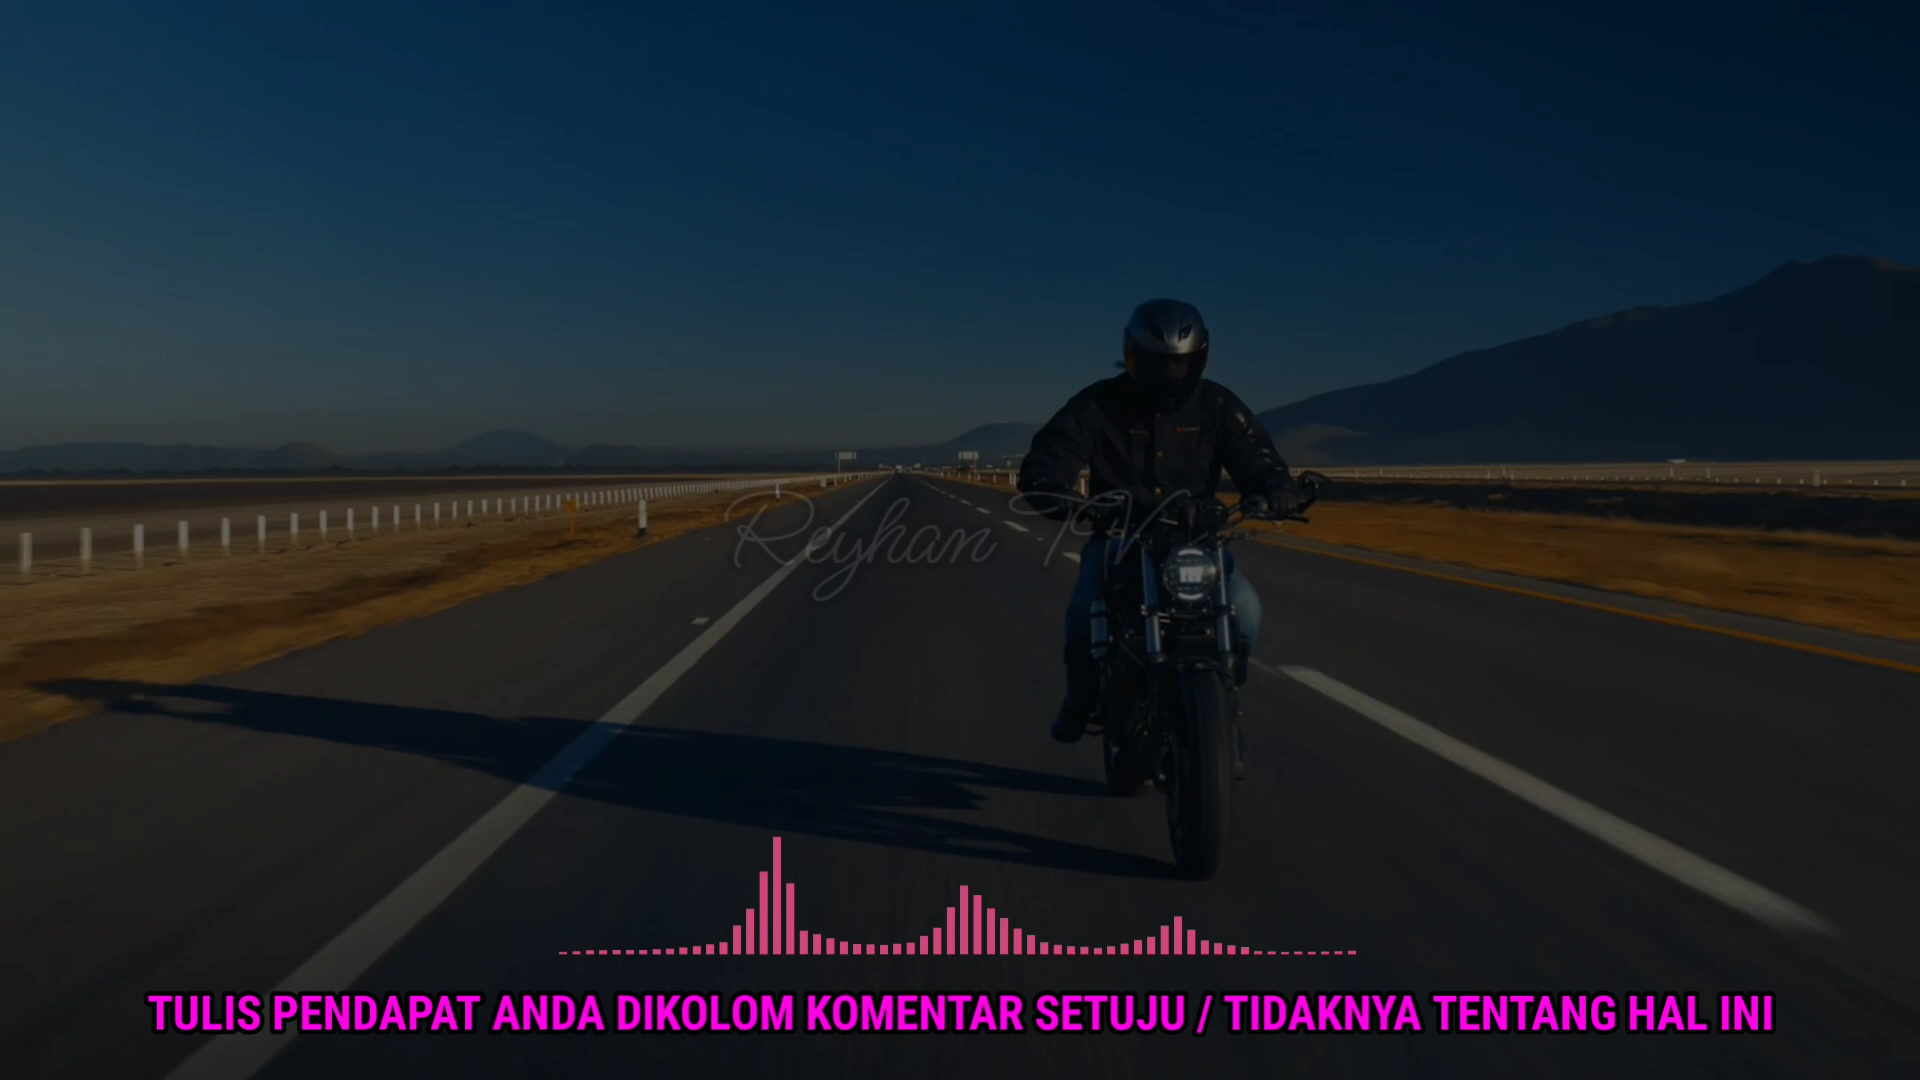 Reyhan TV
TULIS PENDAPAT ANDA DIKOLOM KOMENTAR SETUJU / TIDAKNYA TENTANG HAL INI